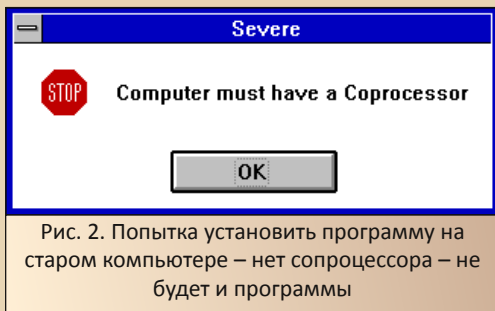 Severe
STOP
Computer must have a Coprocessor
OK
Рис. 2. Попытка установить программу на
старом компьютере – нет сопроцессора – не
будет и программы